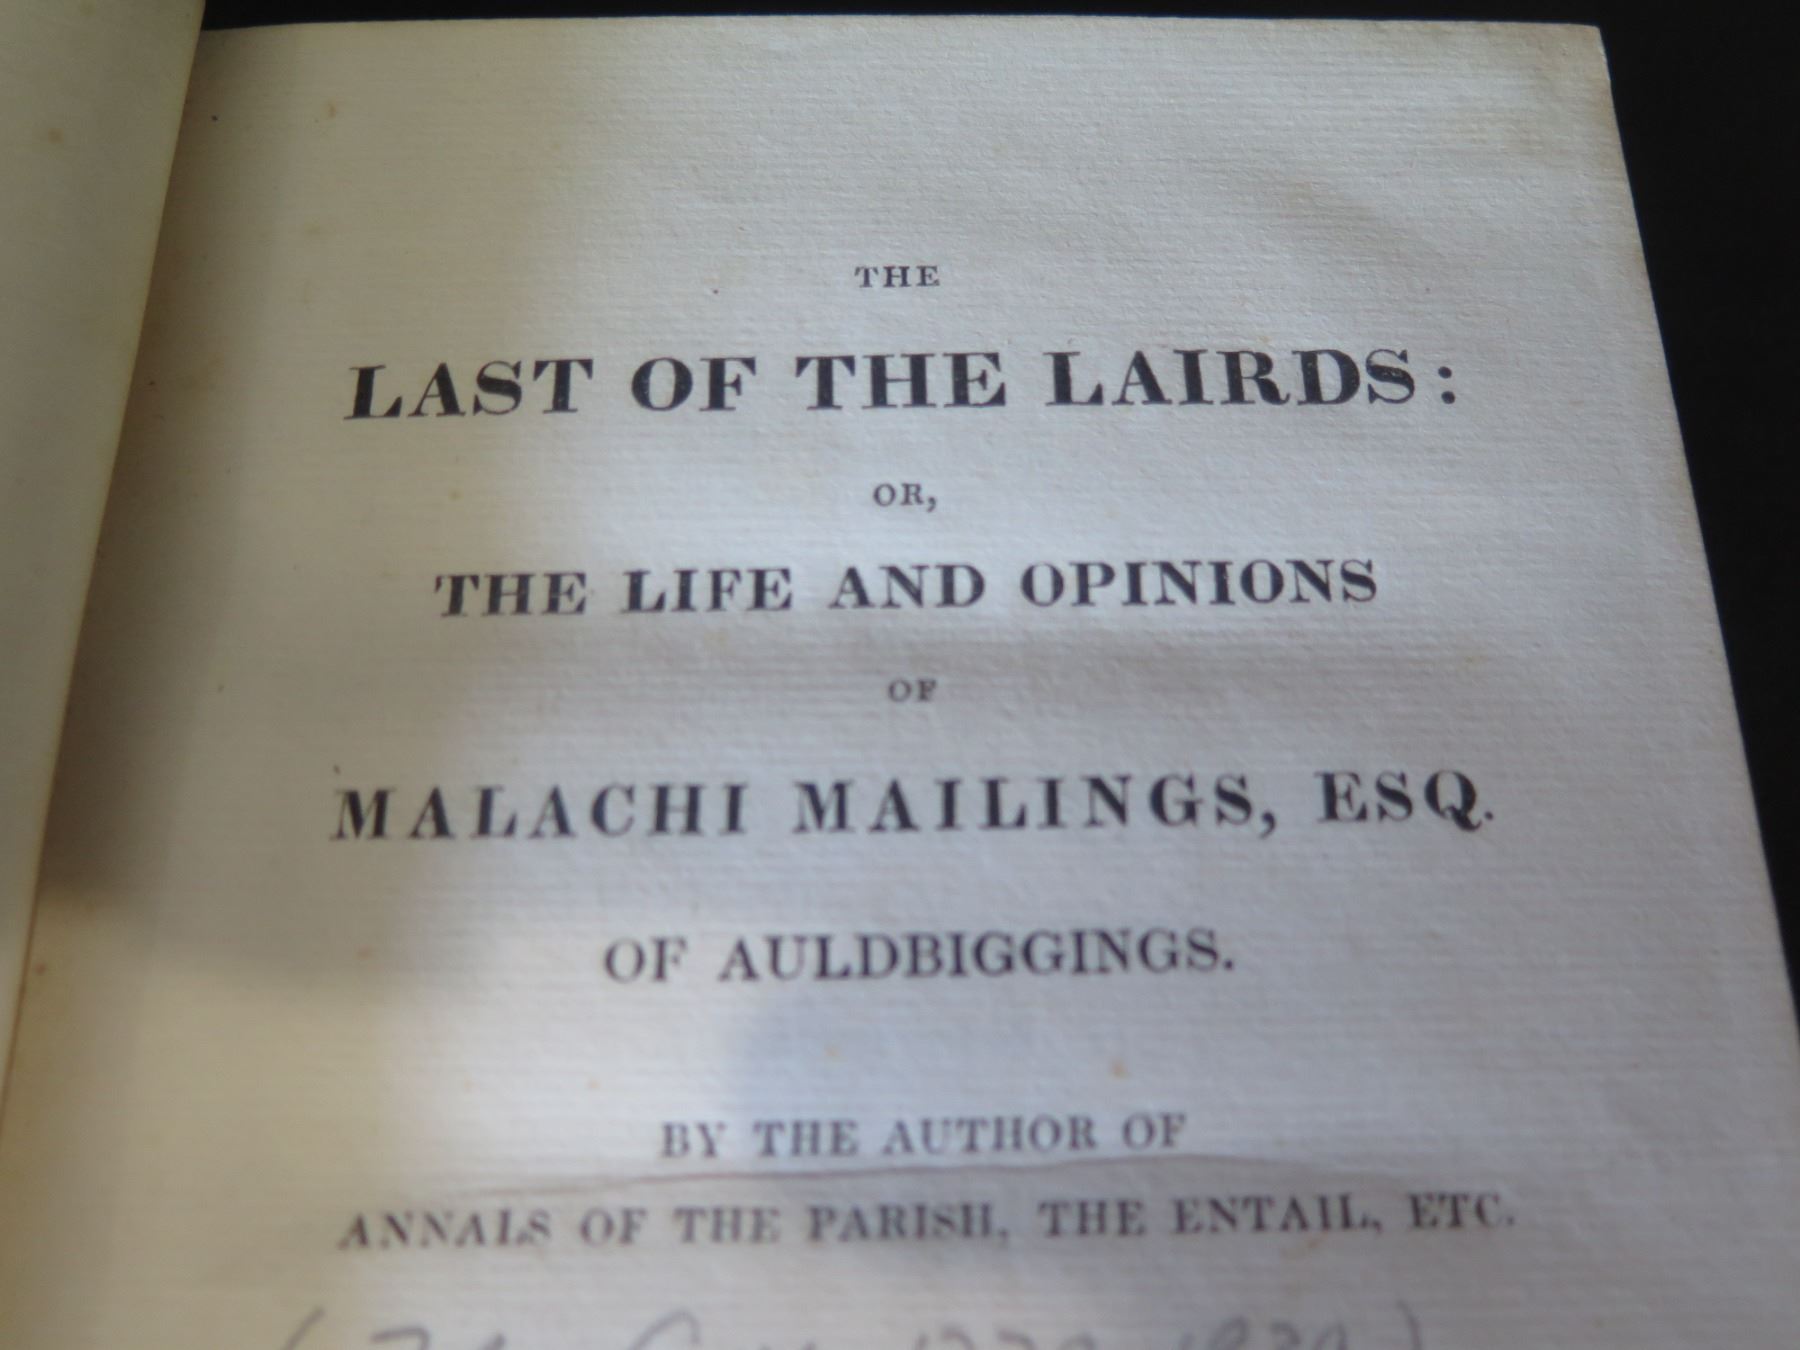 THE
LAST OF THE LAIRDS:
OR,
THE LIFE AND OPINIONS
OF
MALACHI MAILINGS, ESQ.
OF AULDBIGGINGS.
BY THE AUTHOR OF
ANNALS OF THE PARISH, THE ENTAIL, ETC.